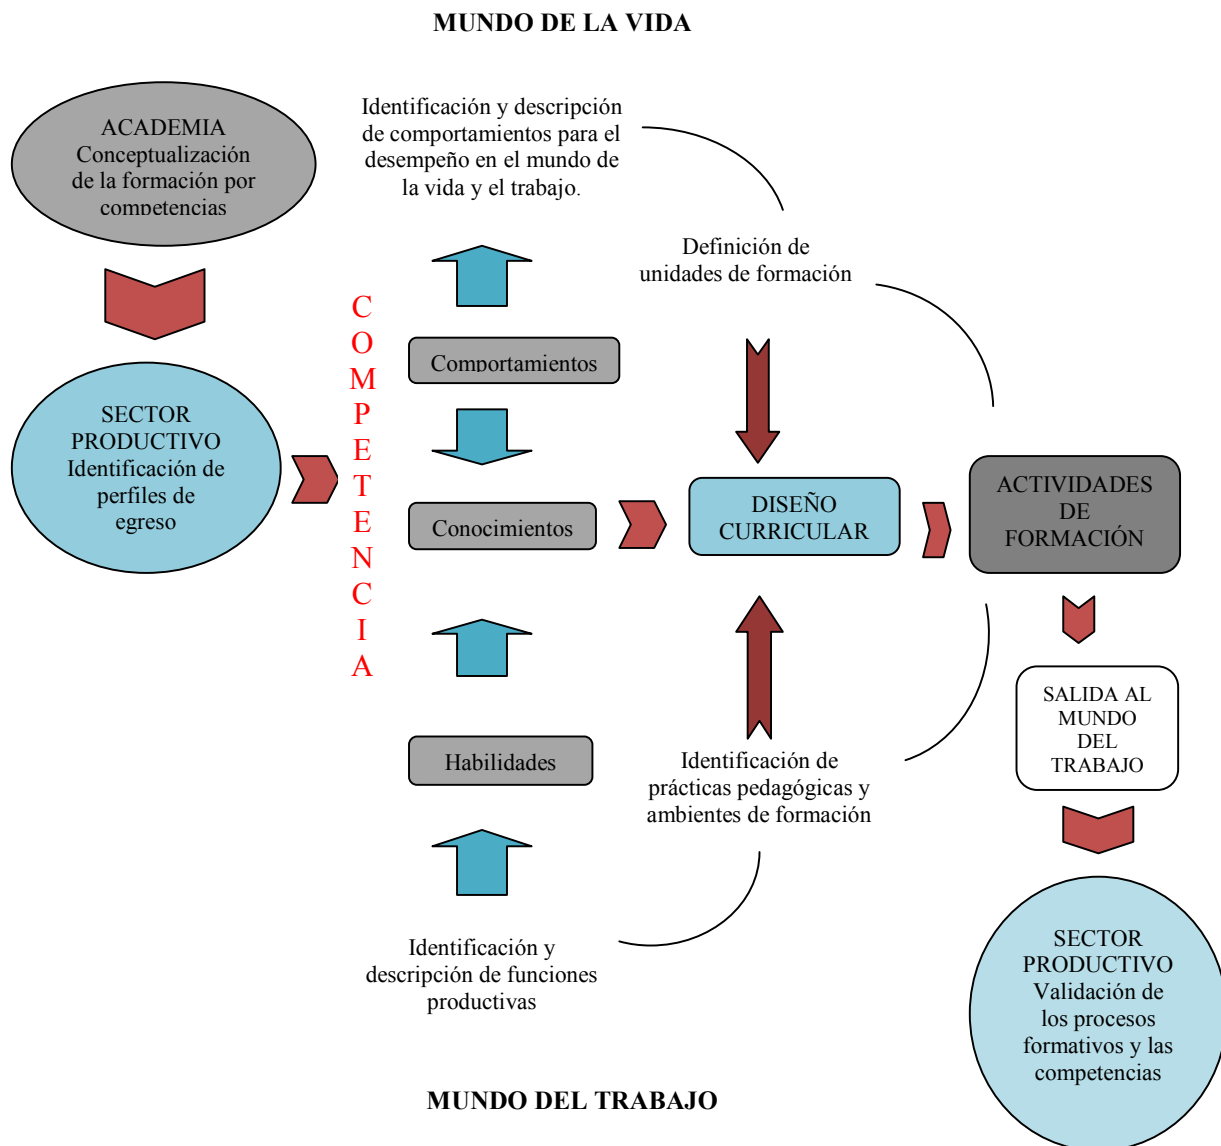 MUNDO DE LA VIDA
ACADEMIA
Conceptualización
de la formación por
competencias
SECTOR
PRODUCTIVO
Identificación de
perfiles de
egreso
C
O
M
P
E
T
E
N
C
I
A
Identificación y descripción
de comportamientos para el
desempeño en el mundo de
la vida y el trabajo.
Comportamientos
Conocimientos
Habilidades
Identificación y
descripción de funciones
productivas
Definición de
unidades de formación
DISEÑO
CURRICULAR
Identificación de
prácticas pedagógicas y
ambientes de formación
ACTIVIDADES
DE
FORMACIÓN
SALIDA AL
MUNDO
DEL
TRABAJO
SECTOR
PRODUCTIVO
Validación de
los procesos
formativos y las
competencias
MUNDO DEL TRABAJO